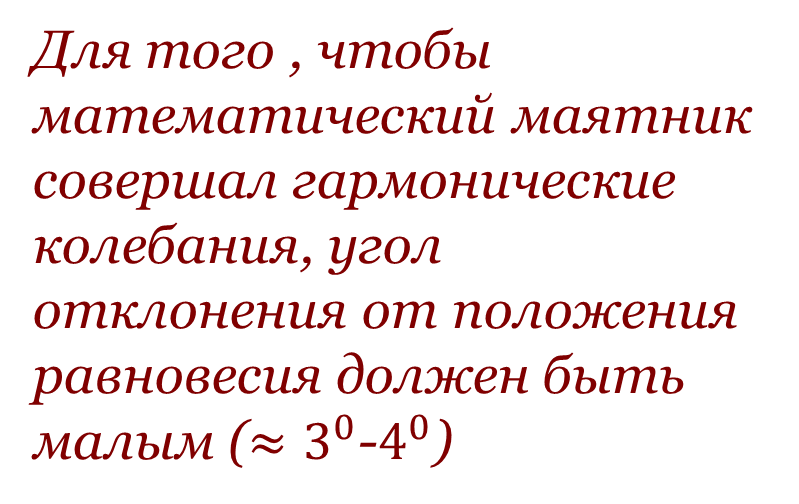 Для того , чтобы
математический маятник
совершал гармонические
колебания, угол
отклонения от положения
равновесия должен быть
малым (≈ 3⁰-4⁰)